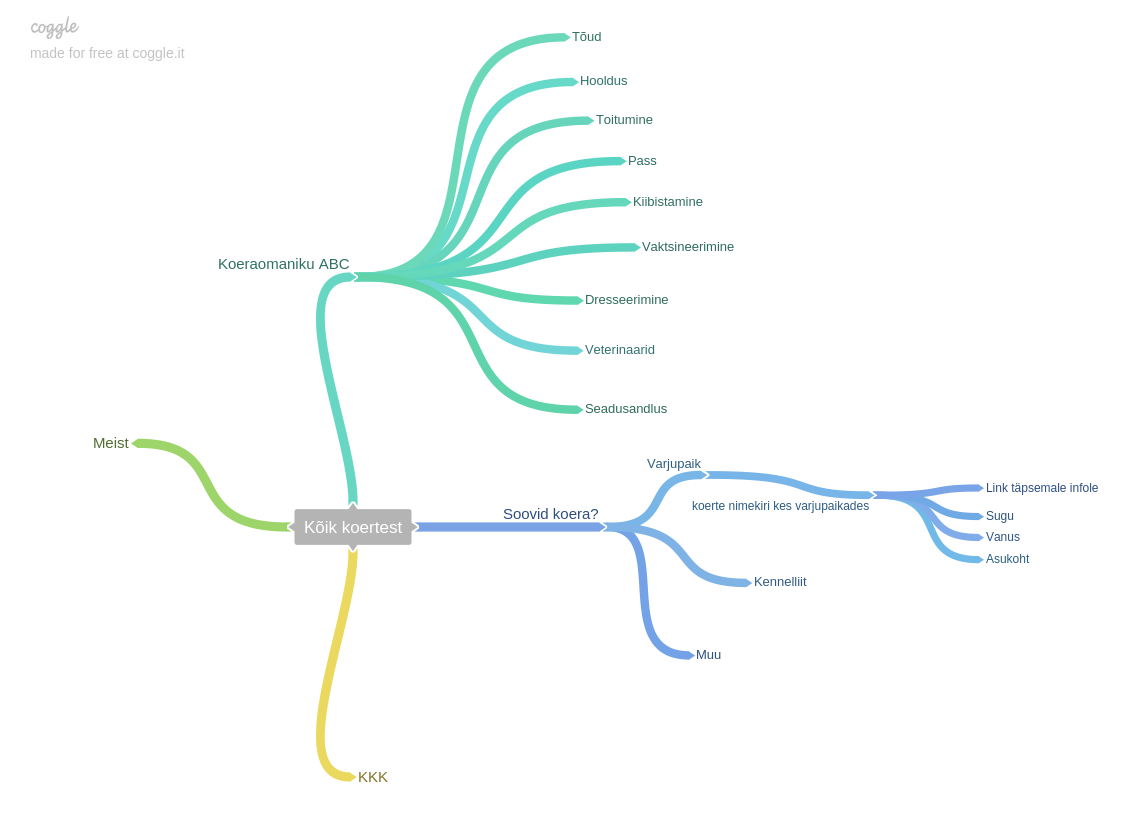 coggle
made for free at coggle.it
Tõud
Hooldus
Toitumine
Pass
Kiibistamine
Vaktsineerimine
Koeraomaniku ABC
Dresseerimine
Veterinaarid
Seadusandlus
Meist
Varjupaik
Link täpsemale infole
koerte nimekiri kes varjupaikades
Soovid koera?
Sugu
Kõik koertest
Vanus
Asukoht
Kennelliit
Muu
KKK